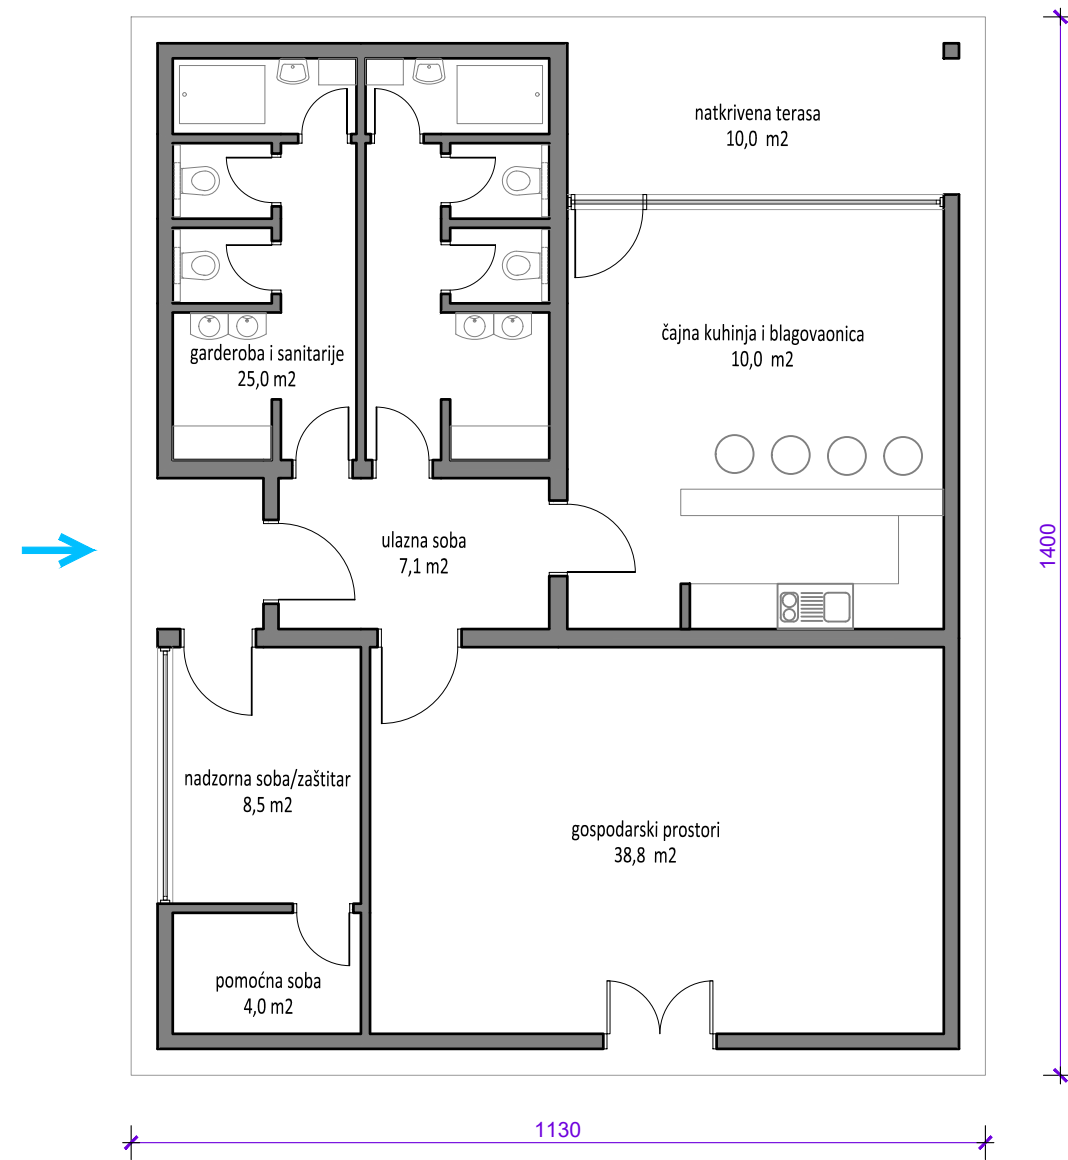 natkrivena terasa
10,0  m2
čajna kuhinja i blagovaonica
10,0  m2
garderoba i sanitarije
25,0 m2
ulazna soba
7,1 m2
1400
nadzorna soba/zaštitar
8,5 m2
gospodarski prostori
38,8  m2
pomoćna soba
4,0 m2
1130